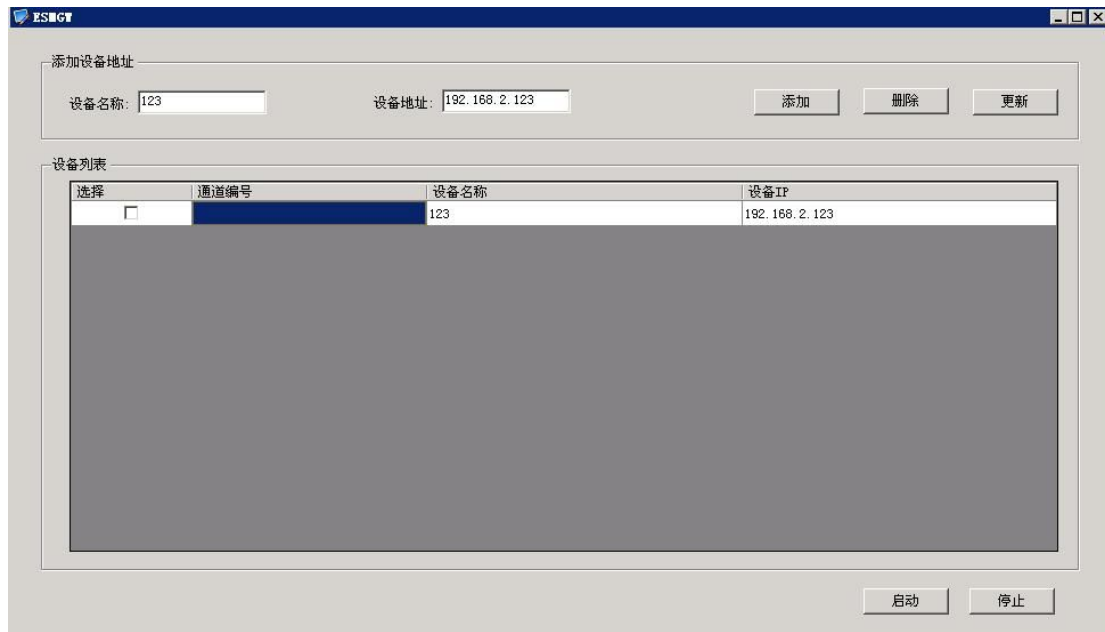 ESMGT
添加设备地址
设备名称: 123 设备地址: 192.168.2.123 添加 删除 更新
设备列表
选择 通道编号 设备名称 设备IP
123 192.168.2.123
启动 停止